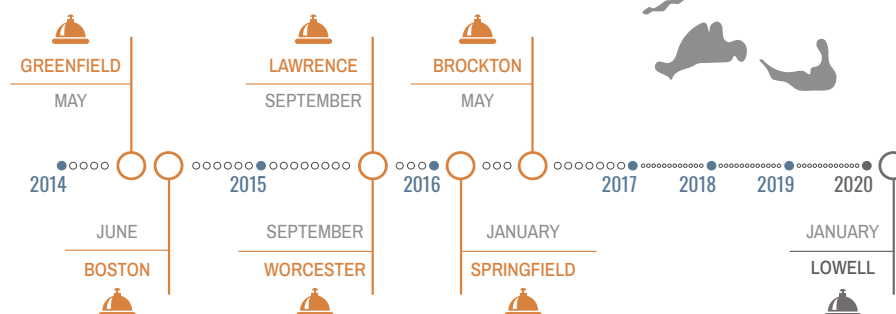 GREENFIELD
MAY
LAWRENCE
SEPTEMBER
BROCKTON
MAY
2014
2015
2016
2017
2018
2019
2020
JUNE
BOSTON
SEPTEMBER
WORCESTER
JANUARY
SPRINGFIELD
JANUARY
LOWELL